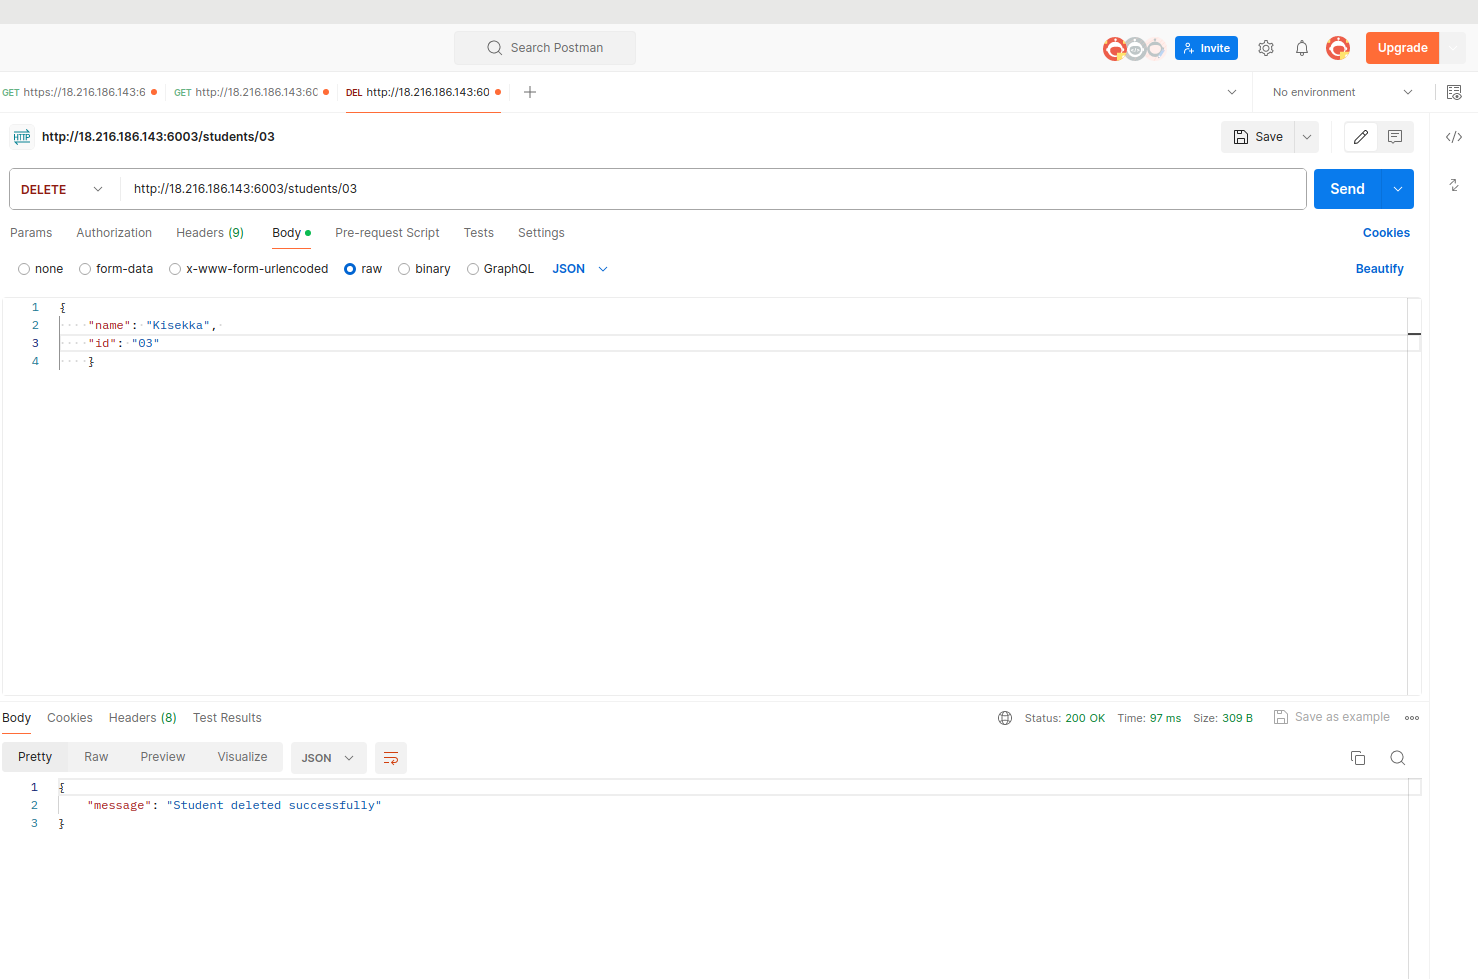 Search Postman
Invite
Upgrade
GET https://18.216.186.143:6
GET http://18.216.186.143:60
DEL http://18.216.186.143:60
No environment
HTTP
http://18.216.186.143:6003/students/03
Save
</>
DELETE
http://18.216.186.143:6003/students/03
Send
Params Authorization Headers (9) Body Pre-request Script Tests Settings
Cookies
none form-data x-www-form-urlencoded raw binary GraphQL JSON
Beautify
1 {
2 "name": "Kisekka",
3 "id": "03"
4 }
Body Cookies Headers (8) Test Results
Status: 200 OK Time: 97 ms Size: 309 B
Save as example
Pretty Raw Preview Visualize
JSON
1 {
2 "message": "Student deleted successfully"
3 }